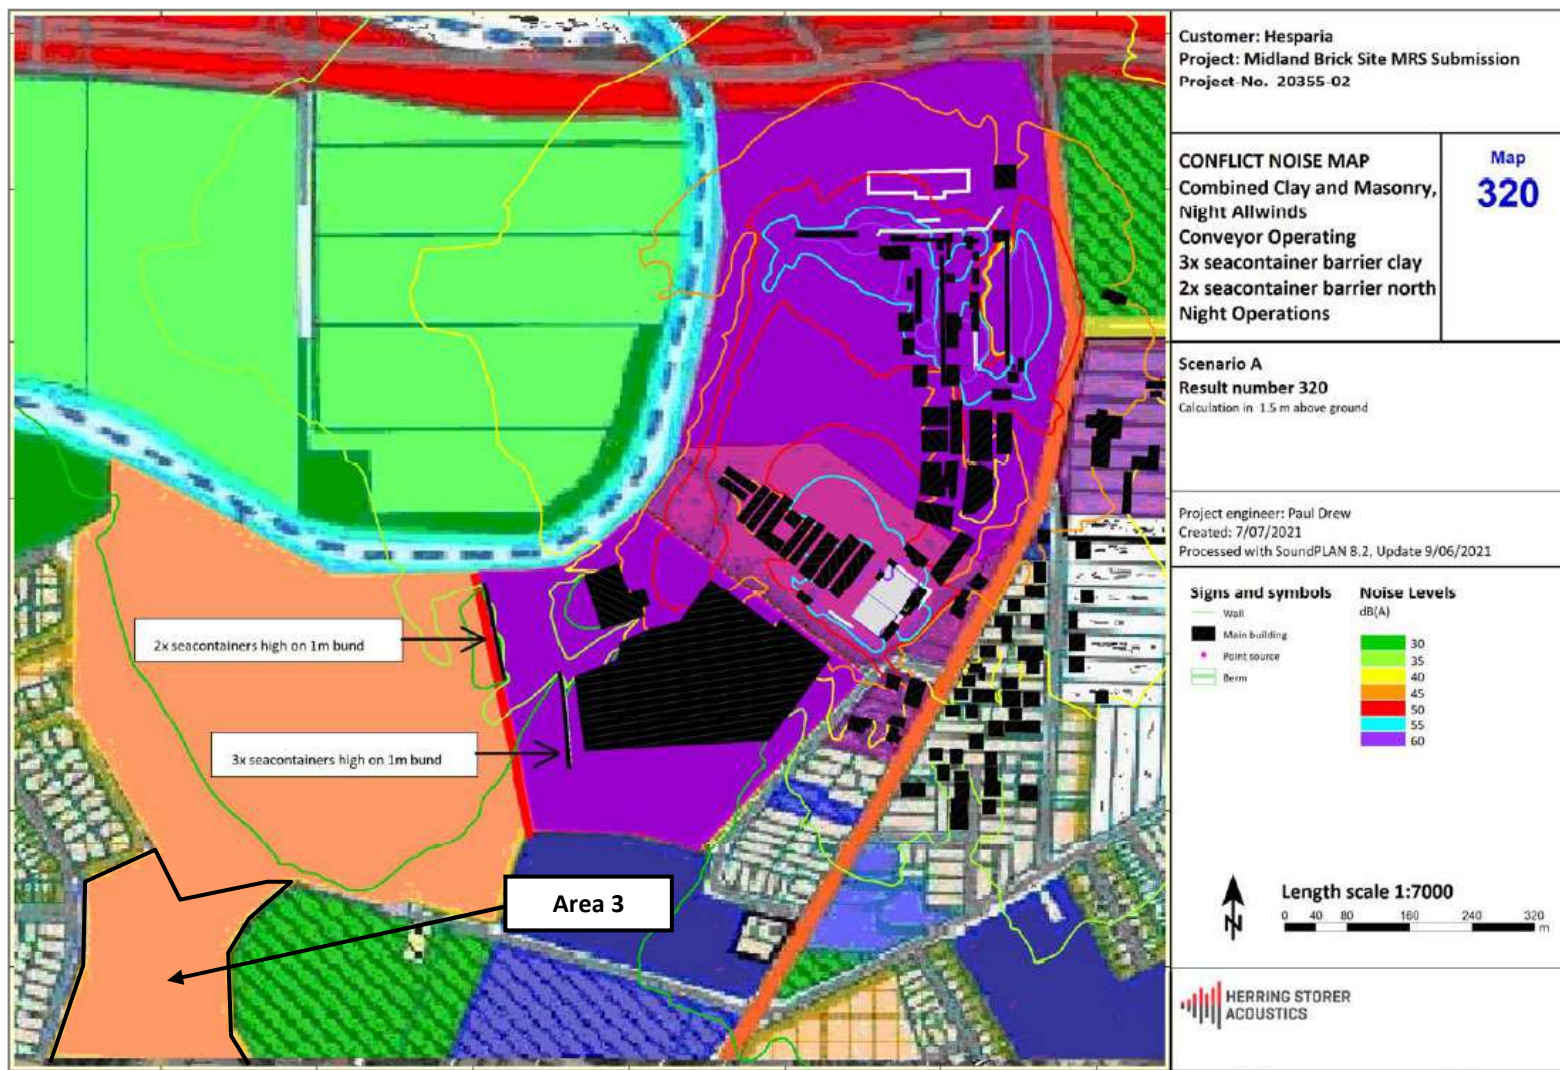 Customer: Hesparia
Project: Midland Brick Site MRS Submission
Project-No. 20355-02
CONFLICT NOISE MAP
Combined Clay and Masonry,
Night Allwinds
Conveyor Operating
3x seacontainer barrier clay
2x seacontainer barrier north
Night Operations
Map
320
Scenario A
Result number 320
Calculation in 1.5 m above ground
Project engineer: Paul Drew
Created: 7/07/2021
Processed with SoundPLAN 8.2, Update 9/06/2021
Signs and symbols
Wall
Main building
Point source
Berm
Noise Levels
dB(A)
30
35
40
45
50
55
60
2x seacontainers high on 1m bund
3x seacontainers high on 1m bund
Area 3
N
Length scale 1:7000
0 40 80 160 240 320
m
HERRING STORER
ACOUSTICS